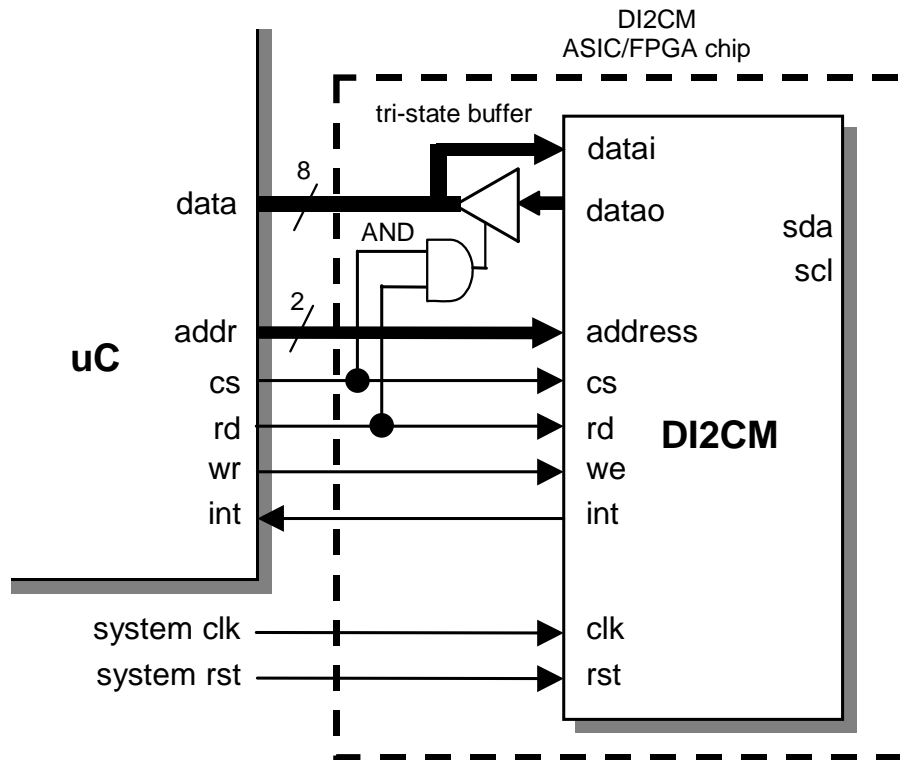 DI2CM
ASIC/FPGA chip
tri-state buffer
datai
8
data
datao
sda
AND
scl
2
addr
address
uC
cs
cs
rd
rd
DI2CM
wr
we
int
int
system clk
clk
system rst
rst